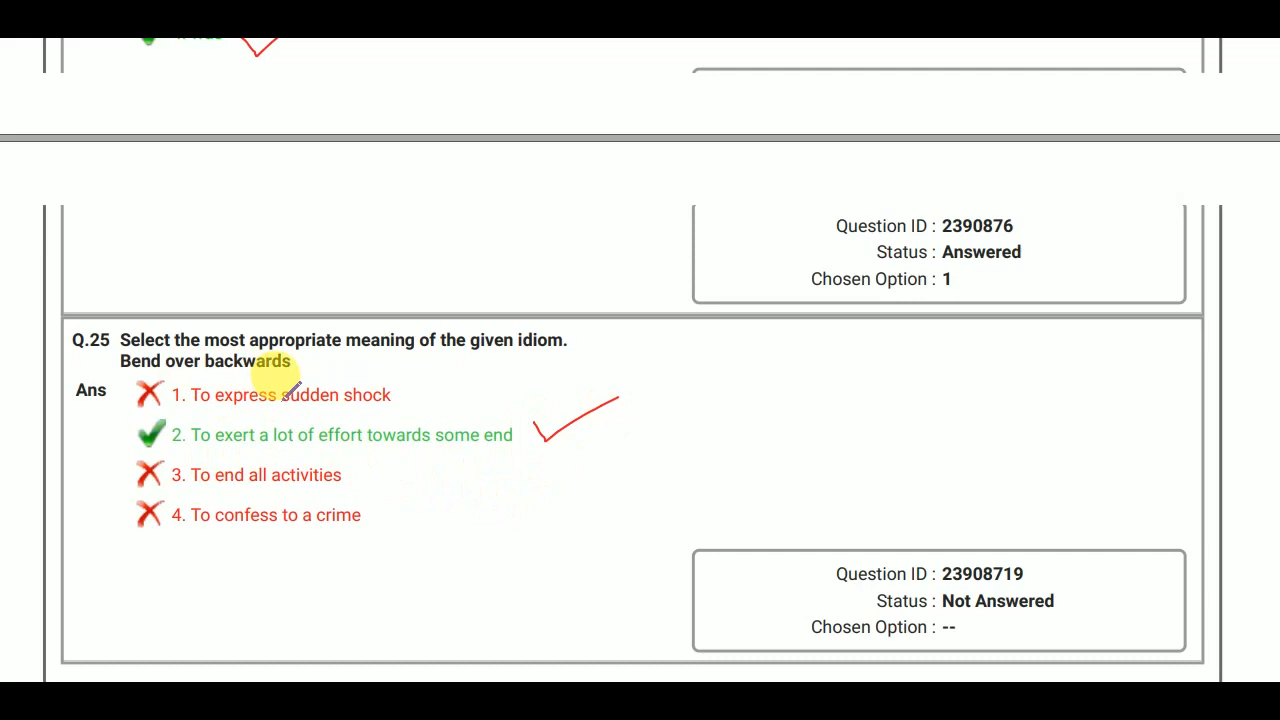 Question ID : 2390876
Status : Answered
Chosen Option : 1
Q.25 Select the most appropriate meaning of the given idiom.
Bend over backwards
Ans 1. To express sudden shock
2. To exert a lot of effort towards some end
3. To end all activities
4. To confess to a crime
Question ID : 23908719
Status : Not Answered
Chosen Option : --